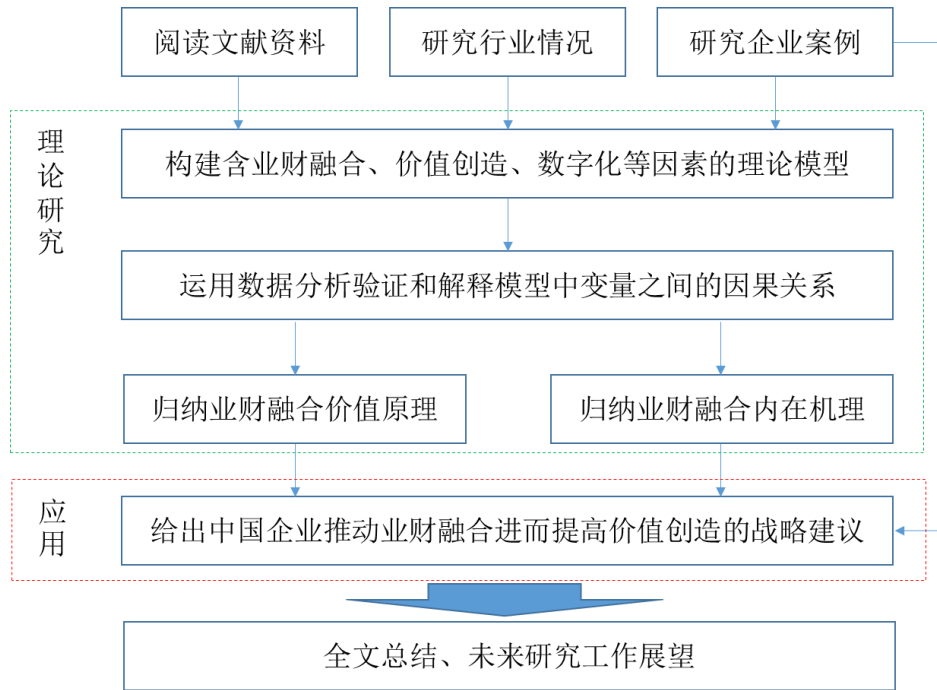 阅读文献资料
研究行业情况
研究企业案例
理论研究
构建含业财融合、价值创造、数字化等因素的理论模型
运用数据分析验证和解释模型中变量之间的因果关系
归纳业财融合价值原理
归纳业财融合内在机理
应用
给出中国企业推动业财融合进而提高价值创造的战略建议
全文总结、未来研究工作展望